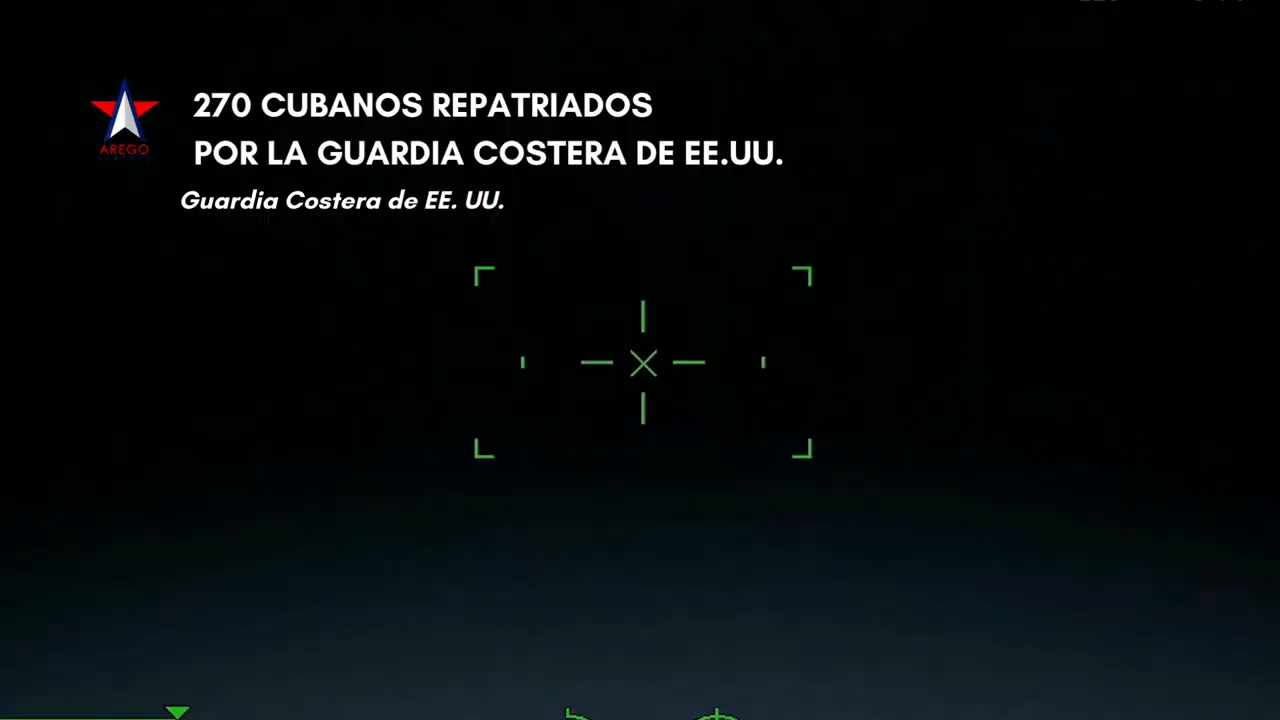 270 CUBANOS REPATRIADOS
POR LA GUARDIA COSTERA DE EE.UU.
AREGO
Guardia Costera de EE. UU.